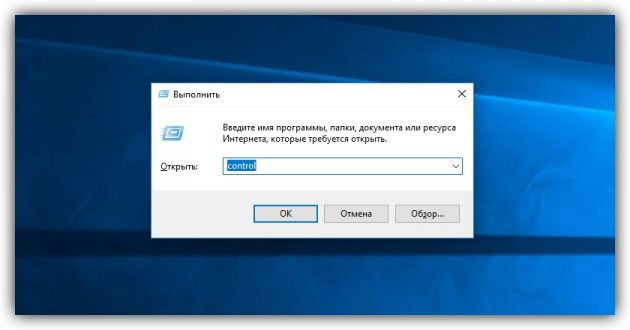 Выполнить
Введите имя программы, папки, документа или ресурса
Интернета, которые требуется открыть.
Открыть: control
ОК Отмена Обзор...